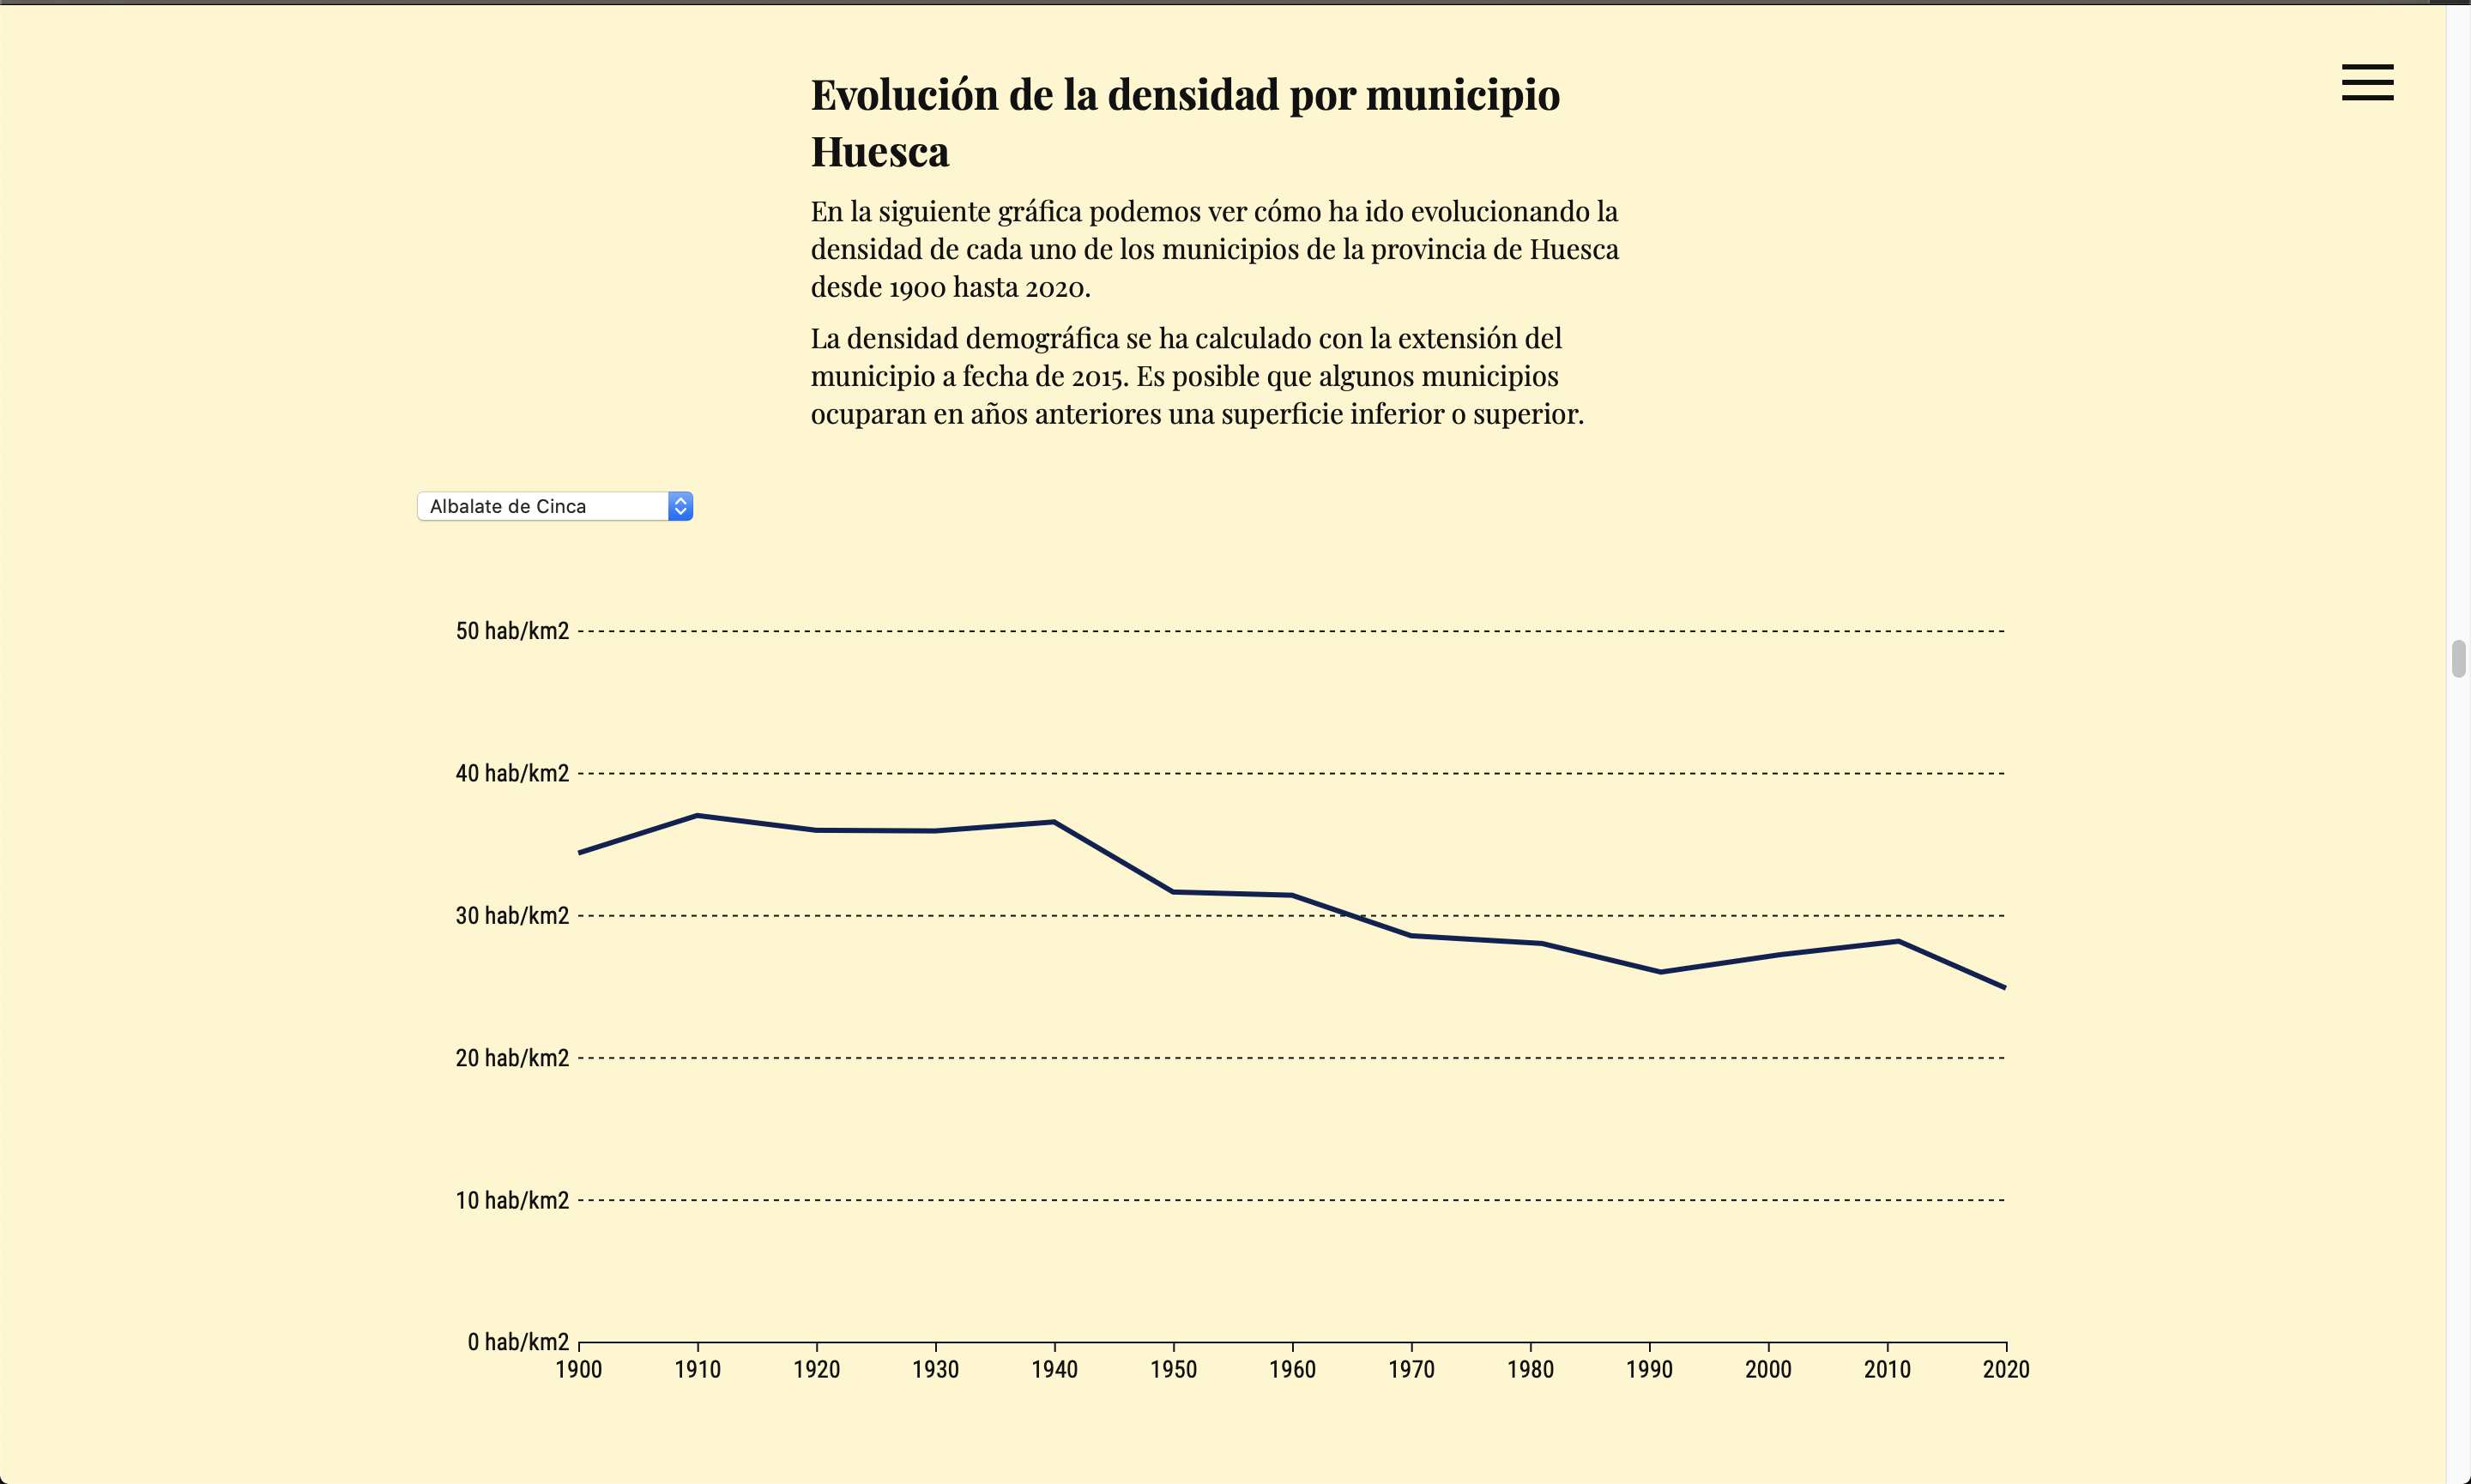 Evolución de la densidad por municipio
Huesca
En la siguiente gráfica podemos ver cómo ha ido evolucionando la
densidad de cada uno de los municipios de la provincia de Huesca
desde 1900 hasta 2020.
La densidad demográfica se ha calculado con la extensión del
municipio a fecha de 2015. Es posible que algunos municipios
ocuparan en años anteriores una superficie inferior o superior.
Albalate de Cinca
50 hab/km2
40 hab/km2
30 hab/km2
20 hab/km2
10 hab/km2
0 hab/km2
1900 1910 1920 1930 1940 1950 1960 1970 1980 1990 2000 2010 2020